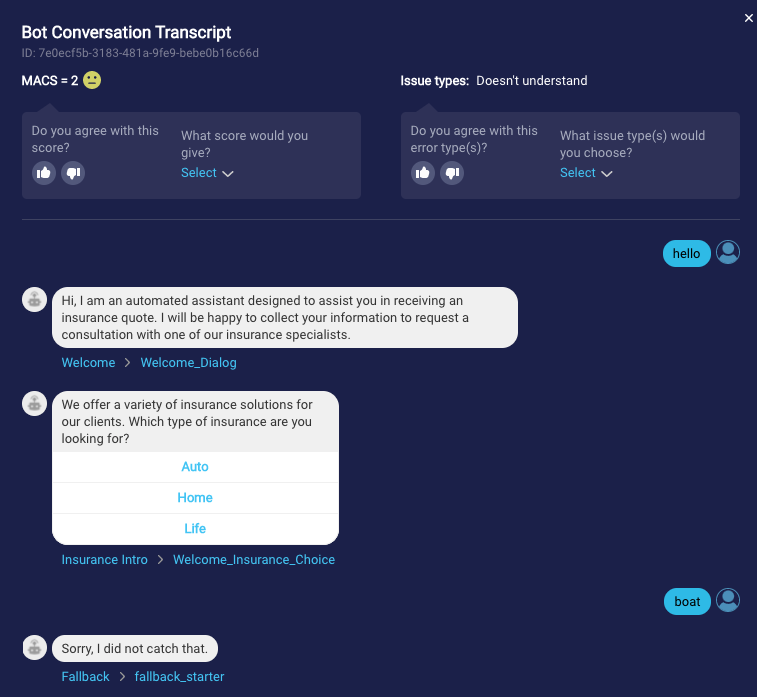 ×
Bot Conversation Transcript
ID: 7e0ecf5b-3183-481a-9fe9-bebe0b16c66d
MACS = 2
Issue types: Doesn't understand
Do you agree with this
score?
What score would you
give?
Select
Do you agree with this
error type(s)?
What issue type(s) would
you choose?
Select
hello
Hi, I am an automated assistant designed to assist you in receiving an
insurance quote. I will be happy to collect your information to request a
consultation with one of our insurance specialists.
Welcome > Welcome_Dialog
We offer a variety of insurance solutions for
our clients. Which type of insurance are you
looking for?
Auto
Home
Life
Insurance Intro > Welcome_Insurance_Choice
boat
Sorry, I did not catch that.
Fallback > fallback_starter